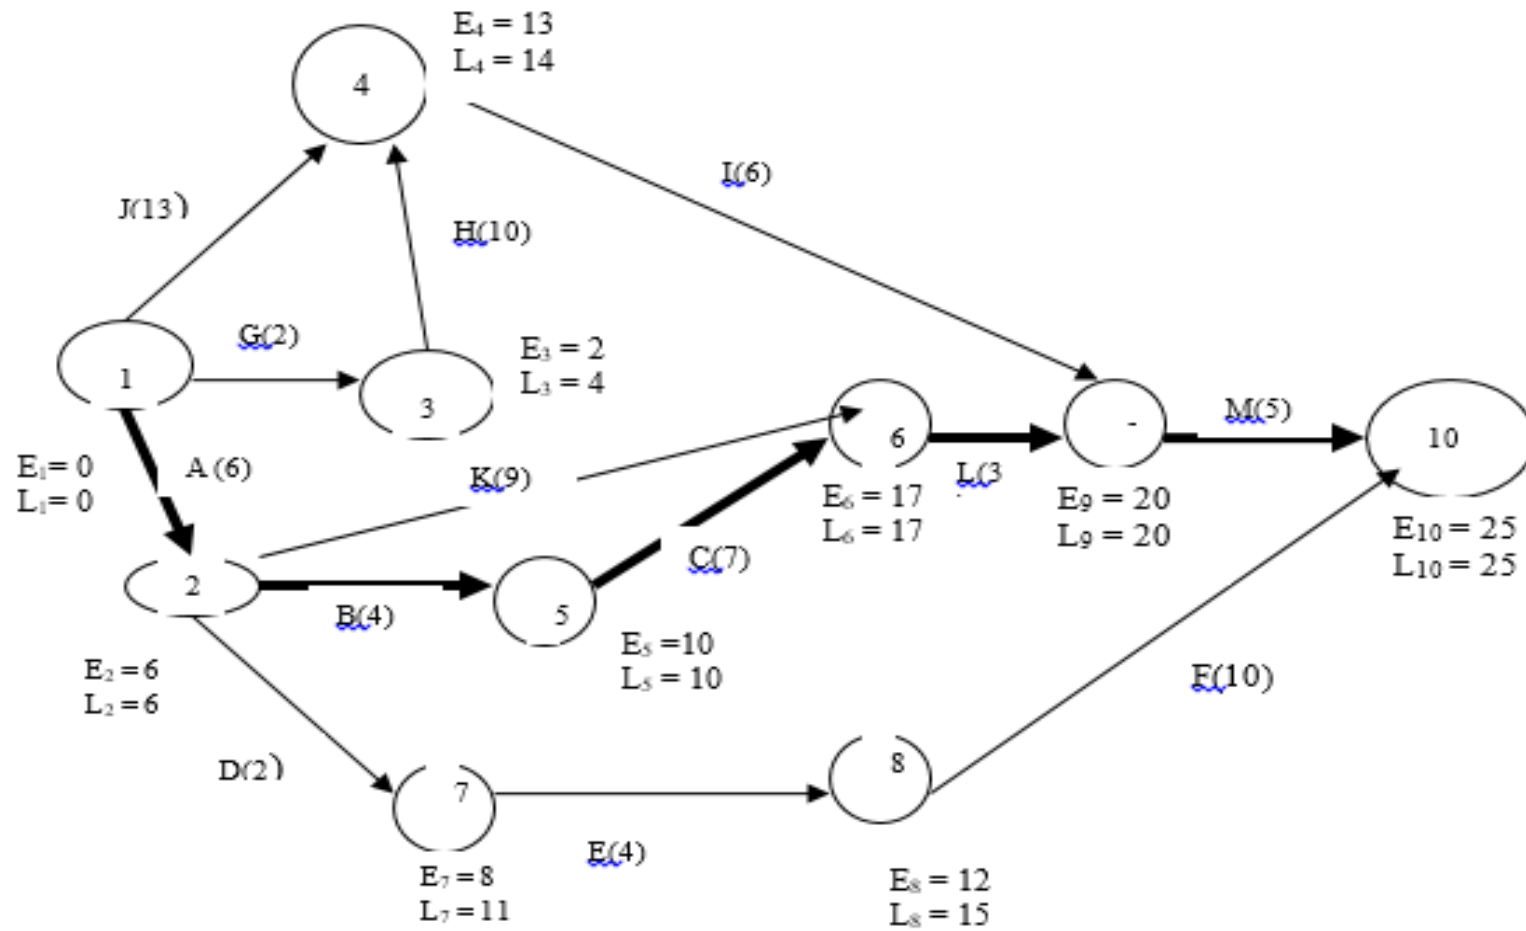 E₄ = 13
L₄ = 14
4
I(6)
J(13)
H(10)
G(2)
E₃ = 2
L₃ = 4
1
3
M(5)
6
-
10
E₁= 0
L₁= 0
A (6)
K(9)
L(3
E₆ = 17
L₆ = 17
E₉ = 20
L₉ = 20
E₁₀ = 25
L₁₀ = 25
2
C(7)
B(4)
5
E₅ =10
L₅ = 10
E₂ =6
L₂ =6
F(10)
D(2)
7
8
E(4)
E₇ = 8
L₇ =11
E₈ = 12
L₈ = 15